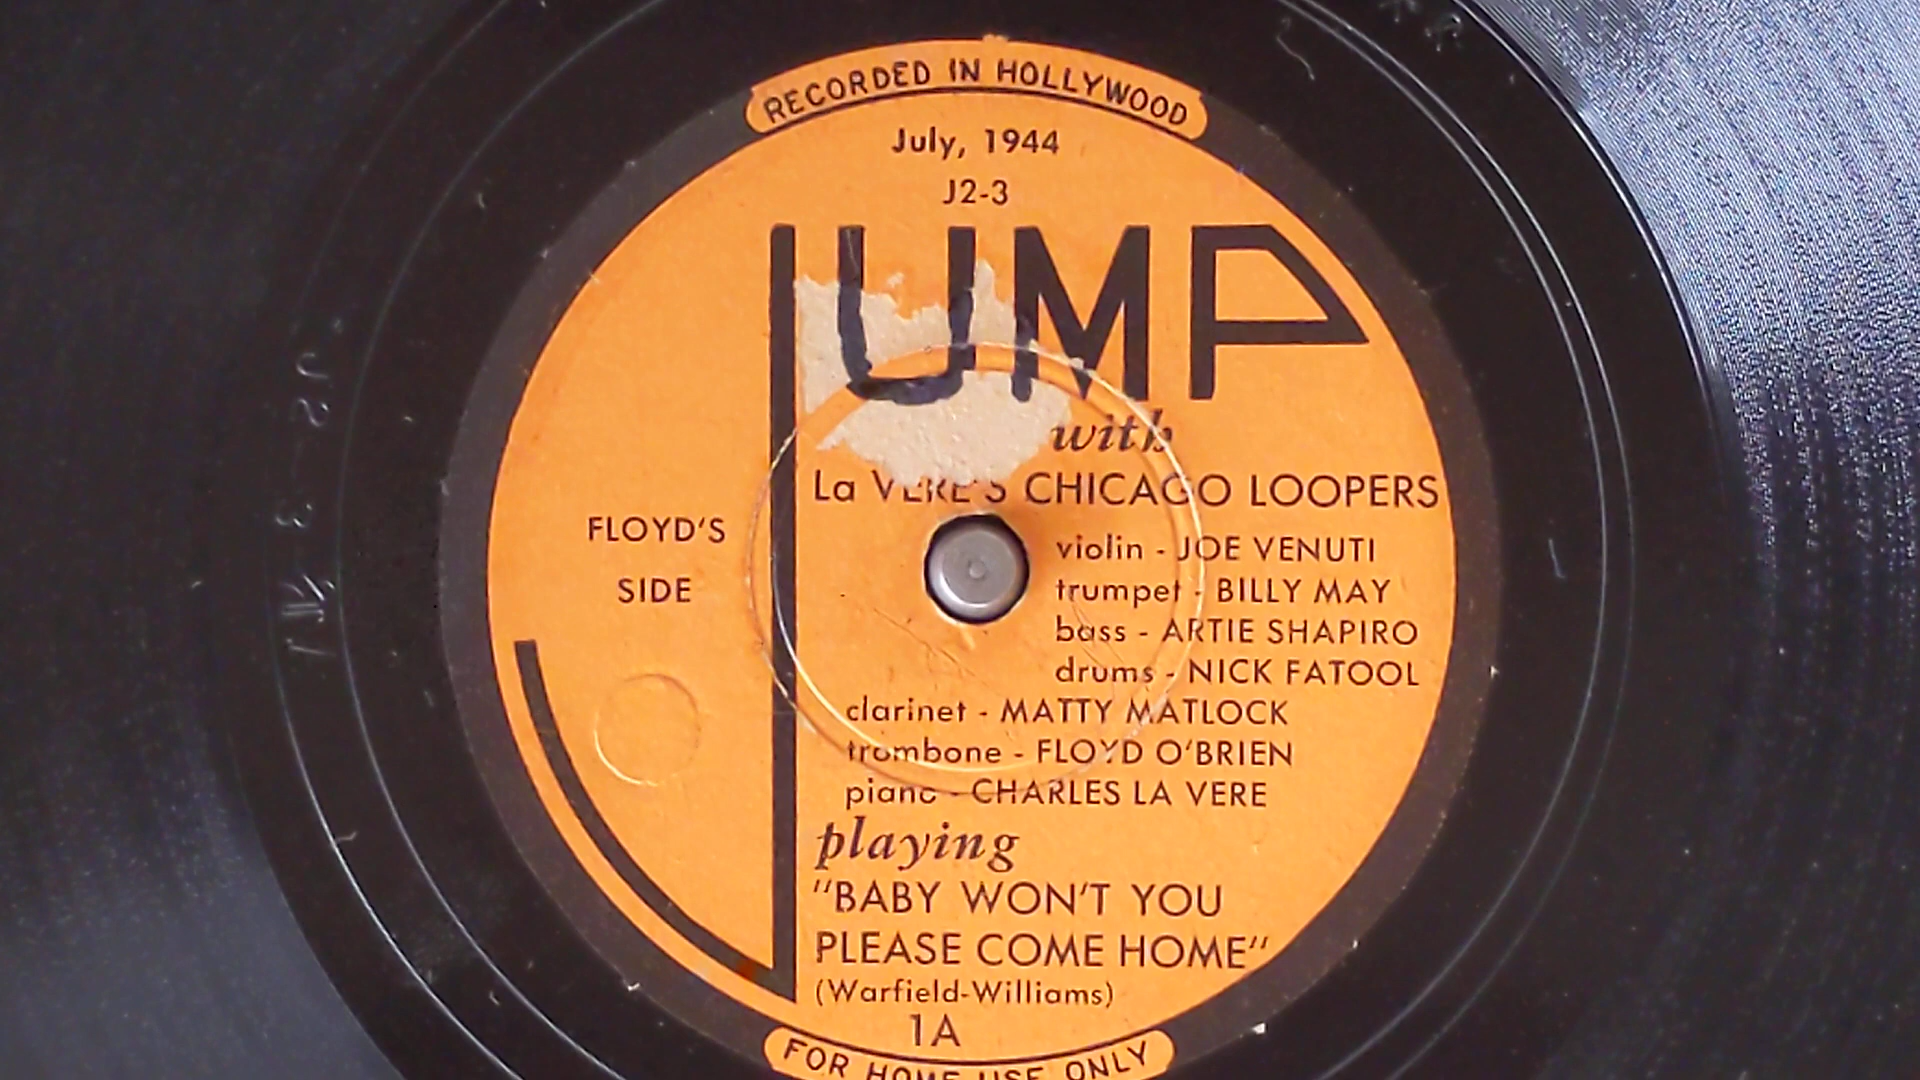 RECORDED IN HOLLYWOOD
July, 1944
J2-3
JUMP
with
La VERE'S CHICAGO LOOPERS
FLOYD'S
SIDE
violin - JOE VENUTI
trumpet - BILLY MAY
bass - ARTIE SHAPIRO
drums - NICK FATOOL
clarinet - MATTY MATLOCK
trombone - FLOYD O'BRIEN
piano - CHARLES LA VERE
playing
"BABY WON'T YOU
PLEASE COME HOME"
(Warfield-Williams)
1A
FOR HOME USE ONLY